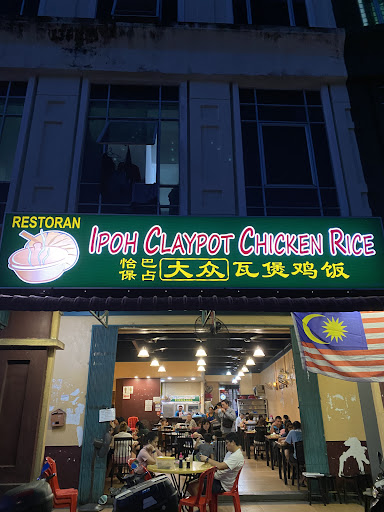 RESTORAN
IPOH CLAYPOT CHICKEN RICE
怡保 巴占 大众 瓦煲鸡饭